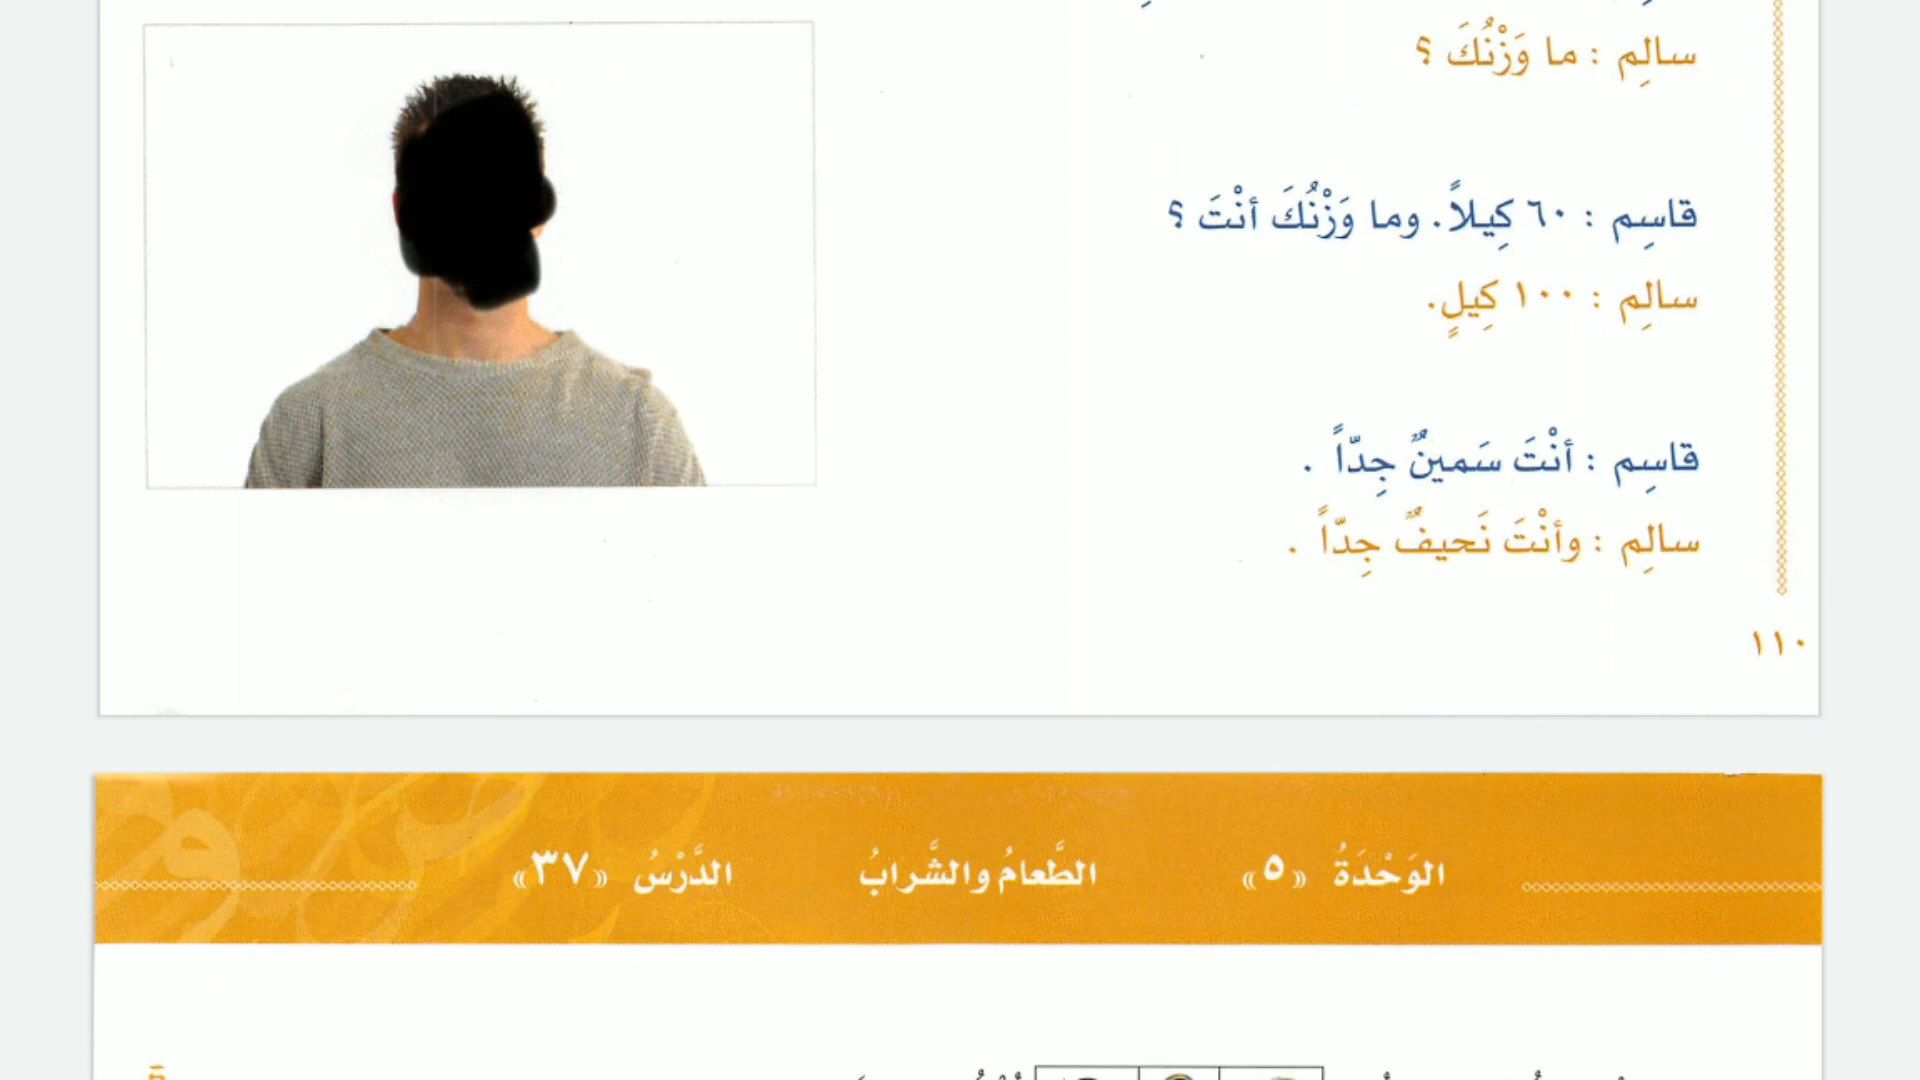 سالِم : ما وَزْنُكَ ؟
قاسِم : ٦٠ كِيلاً. وما وَزْنُكَ أنْتَ ؟
سالِم : ١٠٠ كِيلٍ.
قاسِم : أنْتَ سَمينٌ جِدّاً .
سالِم : وأنْتَ نَحيفٌ جِدّاً .
١١٠
الوَحْدَةُ «٥» الطَّعامُ والشَّرابُ الدَّرْسُ «٣٧»